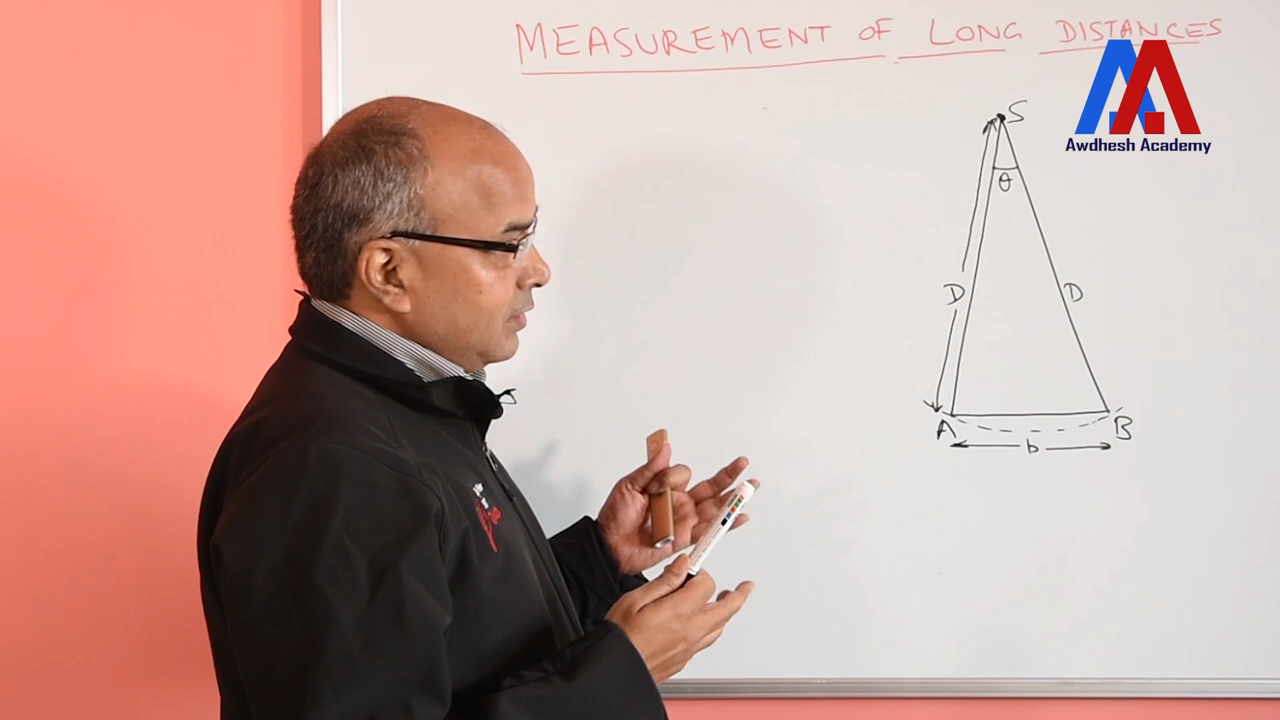 MEASUREMENT OF LONG DISTANCES
Awdhesh Academy
S
θ
D D
A B
b